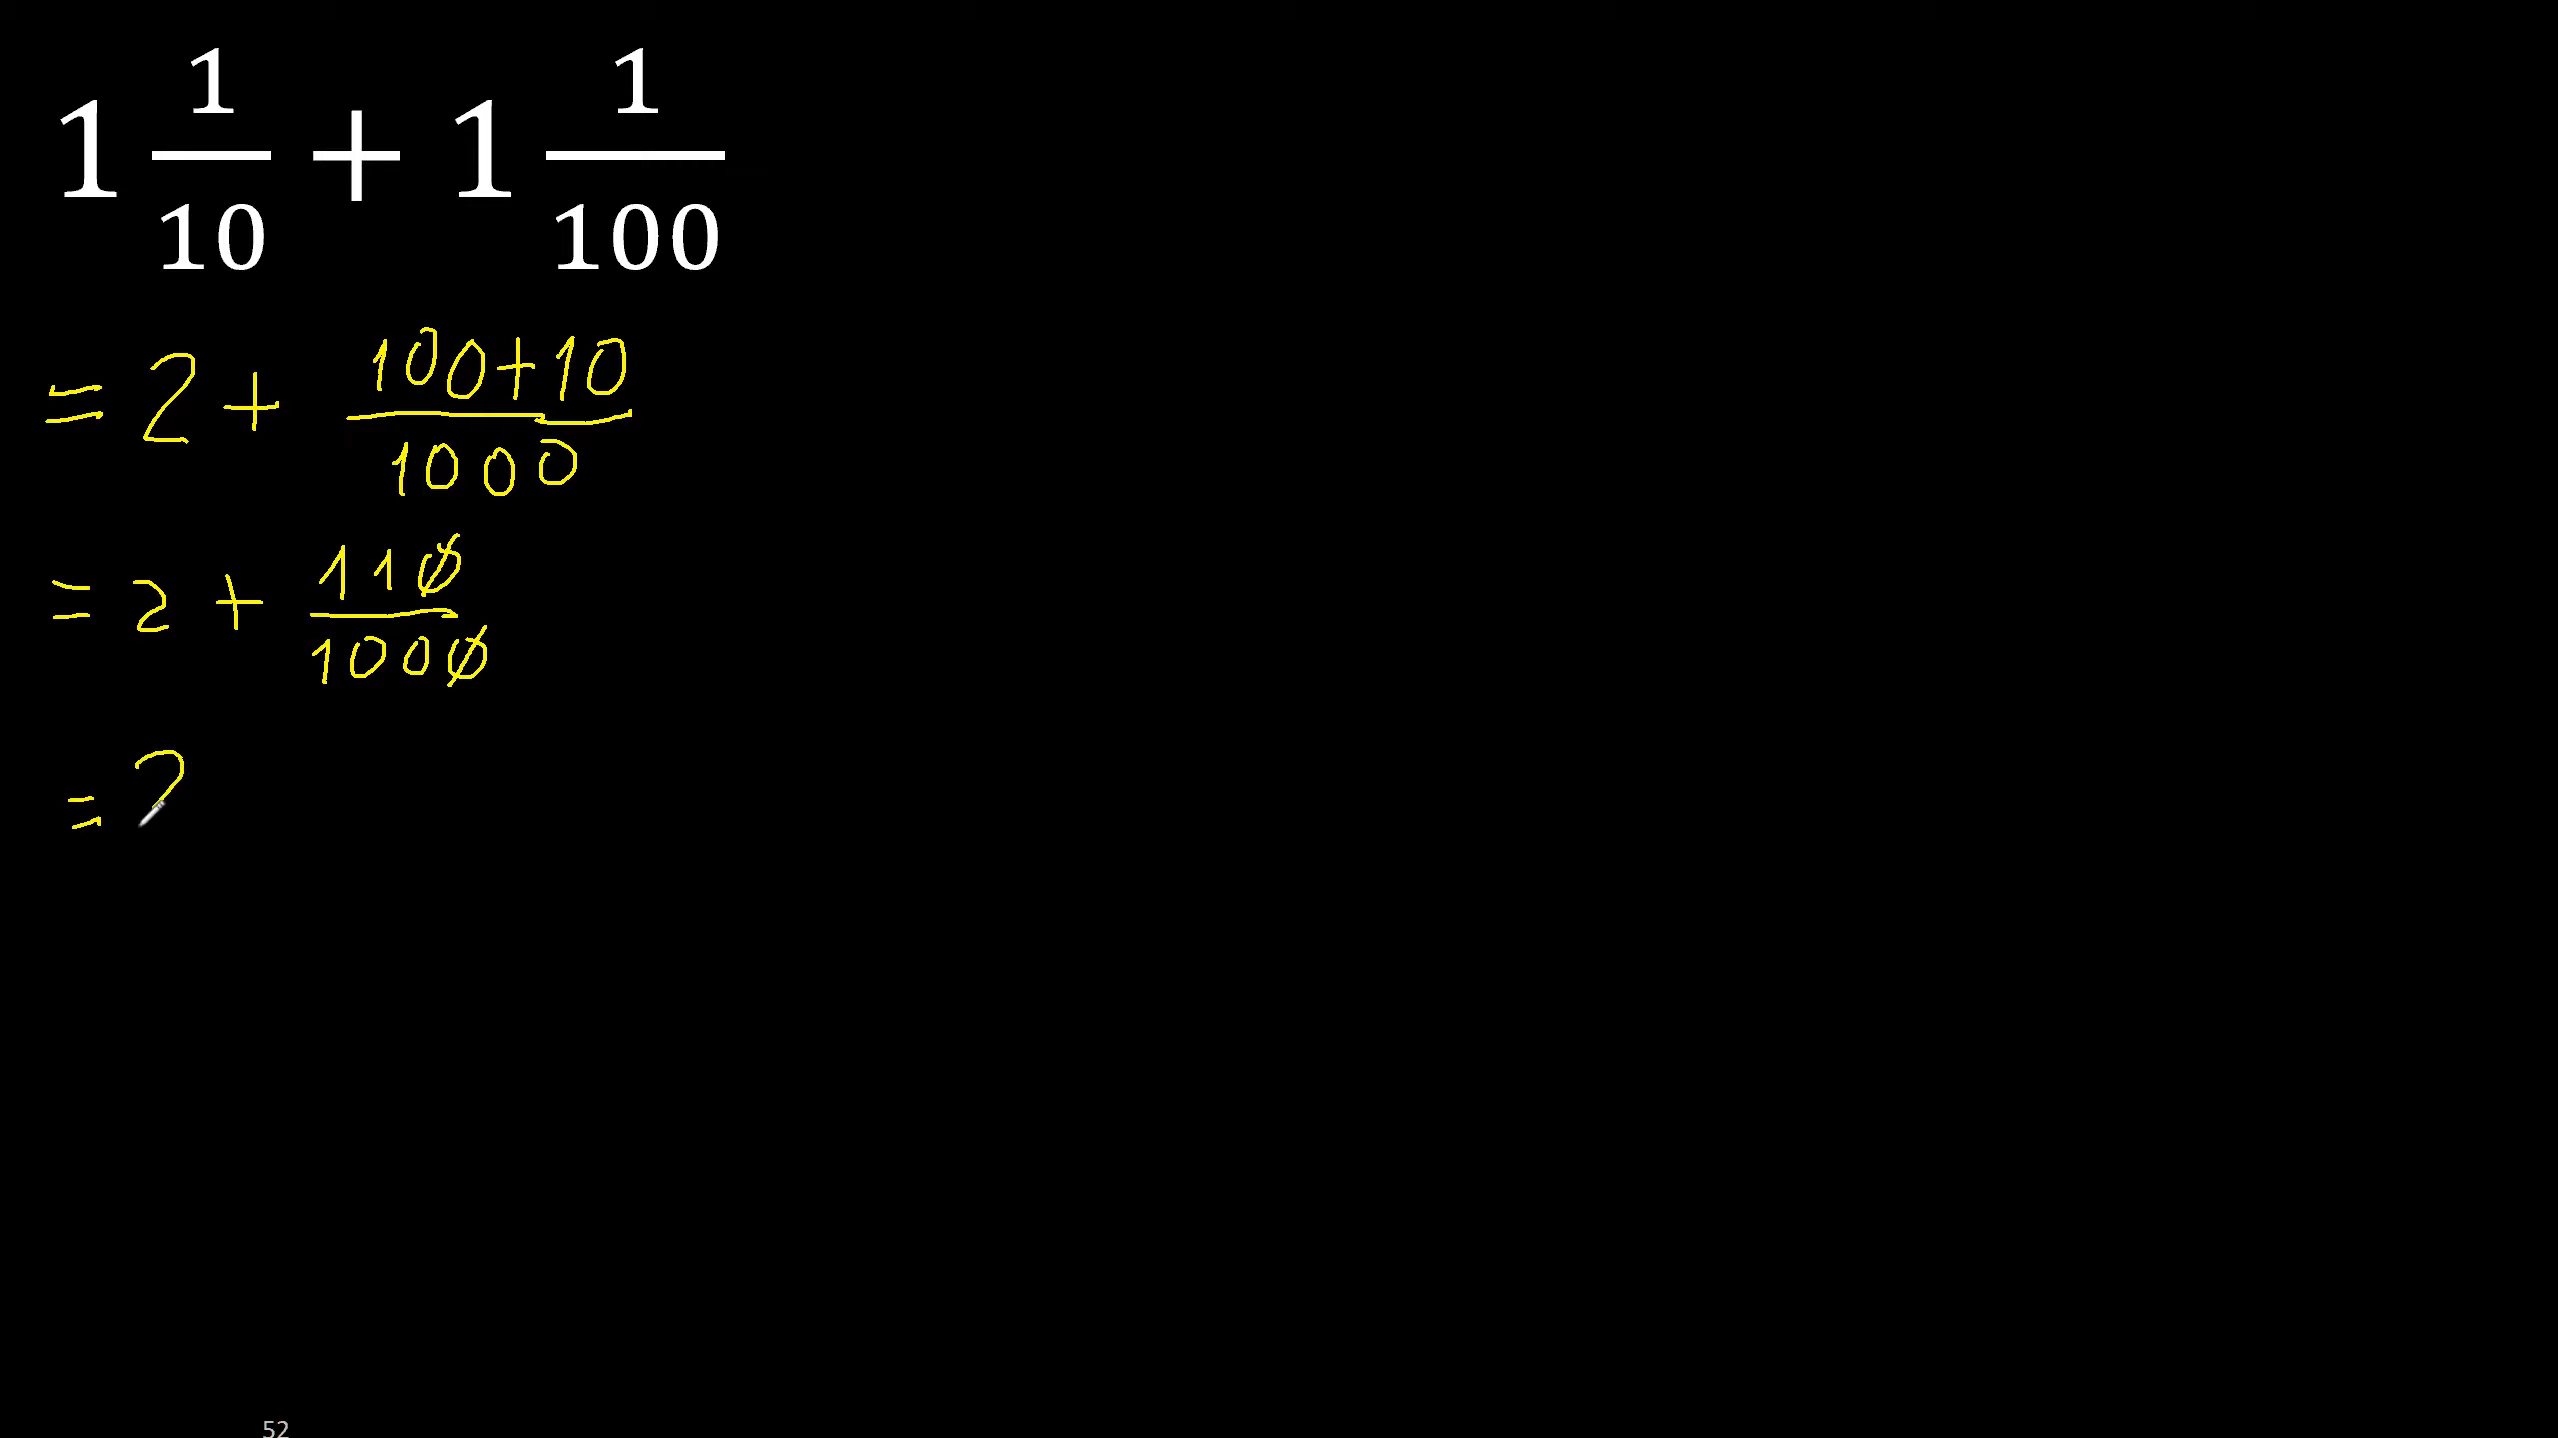 1 1/10 + 1 1/100
= 2 + (100+10)/1000
= 2 + 110/1000
= 2
52